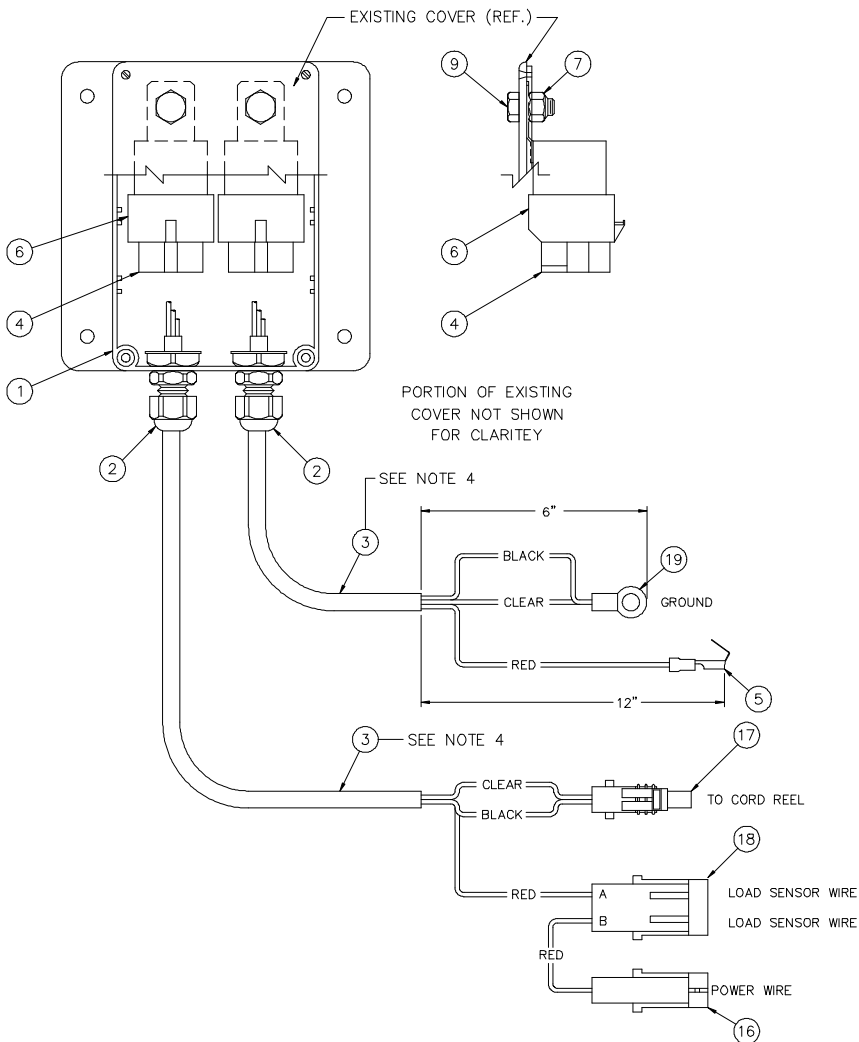 EXISTING COVER (REF.)
9
7
6
6
4
4
1
PORTION OF EXISTING
COVER NOT SHOWN
FOR CLARITEY
2
2
SEE NOTE 4
6"
3
BLACK
19
CLEAR
GROUND
RED
12"
5
3
SEE NOTE 4
17
CLEAR
TO CORD REEL
BLACK
18
RED
A
LOAD SENSOR WIRE
B
LOAD SENSOR WIRE
RED
POWER WIRE
16